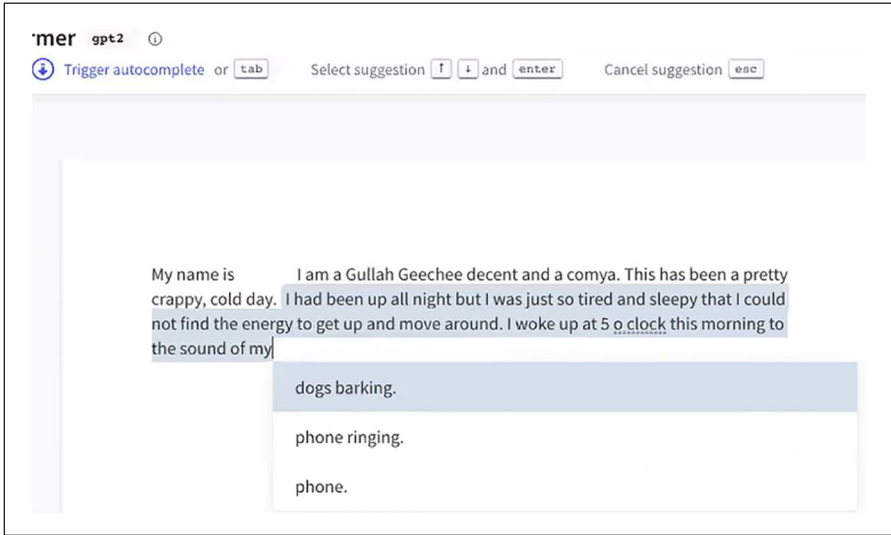 mer gpt2
Trigger autocomplete or tab Select suggestion ↑ ↓ and enter Cancel suggestion esc
My name is I am a Gullah Geechee decent and a comya. This has been a pretty
crappy, cold day. I had been up all night but I was just so tired and sleepy that I could
not find the energy to get up and move around. I woke up at 5 o clock this morning to
the sound of my
dogs barking.
phone ringing.
phone.